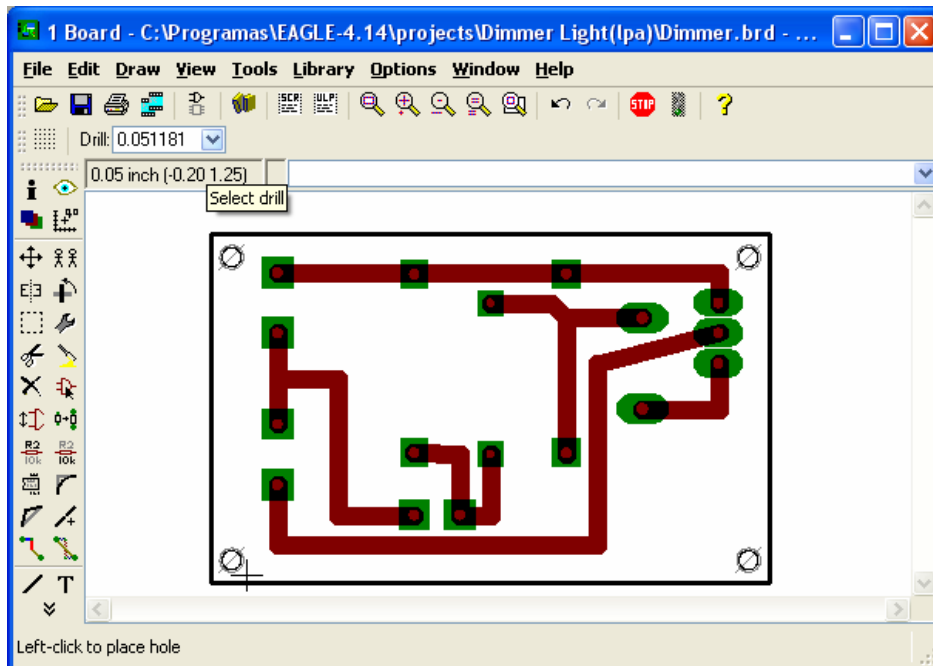 1 Board - C:\Programas\EAGLE-4.14\projects\Dimmer Light(lpa)\Dimmer.brd - ...
File Edit Draw View Tools Library Options Window Help
SCR ULP STOP ?
Drill: 0.051181
0.05 inch (-0.20 1.25)
Select drill
i
R2 R2
10k 10k
T
Left-click to place hole